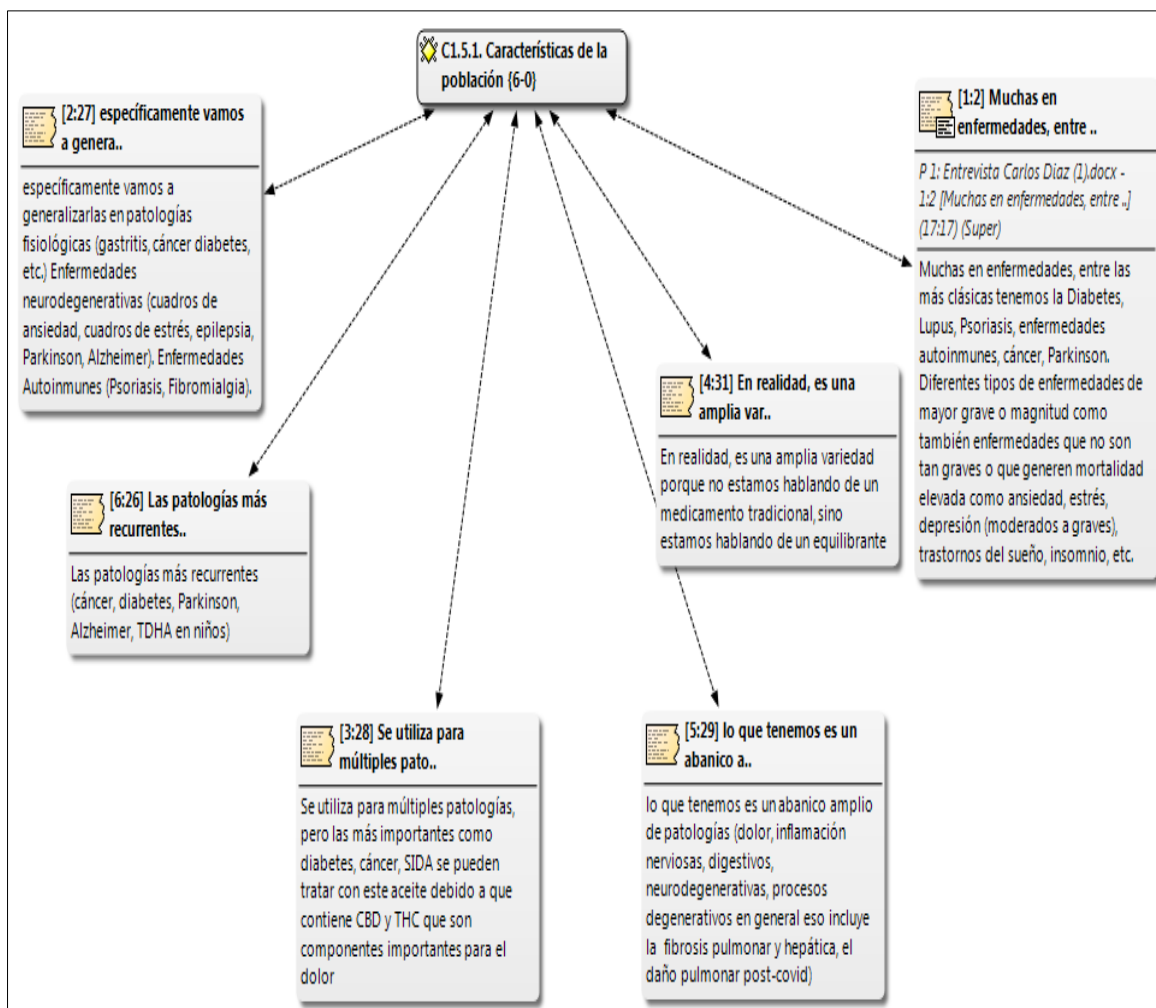 C1.5.1. Características de la
población {6-0}
[2:27] específicamente vamos
a genera..
específicamente vamos a
generalizarlas en patologías
fisiológicas (gastritis, cáncer diabetes,
etc.) Enfermedades
neurodegenerativas (cuadros de
ansiedad, cuadros de estrés, epilepsia,
Parkinson, Alzheimer). Enfermedades
Autoinmunes (Psoriasis, Fibromialgia).
[1:2] Muchas en
enfermedades, entre ..
P 1: Entrevista Carlos Diaz (1).docx -
1:2 [Muchas en enfermedades, entre ..]
(17:17) (Super)
Muchas en enfermedades, entre las
más clásicas tenemos la Diabetes,
Lupus, Psoriasis, enfermedades
autoinmunes, cáncer, Parkinson.
Diferentes tipos de enfermedades de
mayor grave o magnitud como
también enfermedades que no son
tan graves o que generen mortalidad
elevada como ansiedad, estrés,
depresión (moderados a graves),
trastornos del sueño, insomnio, etc.
[4:31] En realidad, es una
amplia var..
En realidad, es una amplia variedad
porque no estamos hablando de un
medicamento tradicional, sino
estamos hablando de un equilibrante
[6:26] Las patologías más
recurrentes..
Las patologías más recurrentes
(cáncer, diabetes, Parkinson,
Alzheimer, TDHA en niños)
[3:28] Se utiliza para
múltiples pato..
Se utiliza para múltiples patologías,
pero las más importantes como
diabetes, cáncer, SIDA se pueden
tratar con este aceite debido a que
contiene CBD y THC que son
componentes importantes para el
dolor
[5:29] lo que tenemos es un
abanico a..
lo que tenemos es un abanico amplio
de patologías (dolor, inflamación
nerviosas, digestivos,
neurodegenerativas, procesos
degenerativos en general eso incluye
la fibrosis pulmonar y hepática, el
daño pulmonar post-covid)